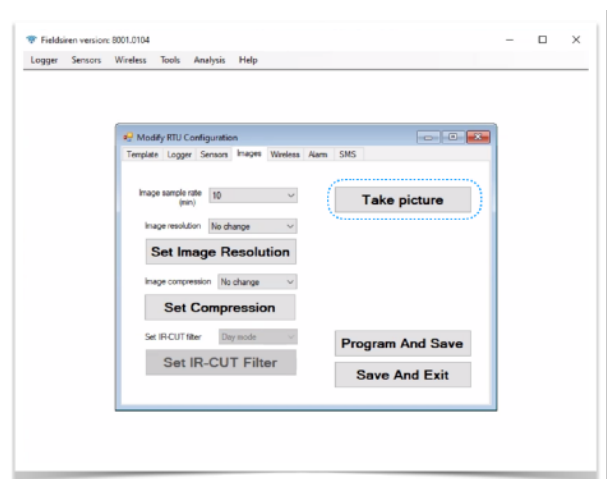 Fieldsiren version: 8001.0104
Logger Sensors Wireless Tools Analysis Help
Modify RTU Configuration
Template Logger Sensors Images Wireless Alarm SMS
Image sample rate (min) 10
Take picture
Image resolution No change
Set Image Resolution
Image compression No change
Set Compression
Set IR-CUT filter Day mode
Program And Save
Set IR-CUT Filter
Save And Exit